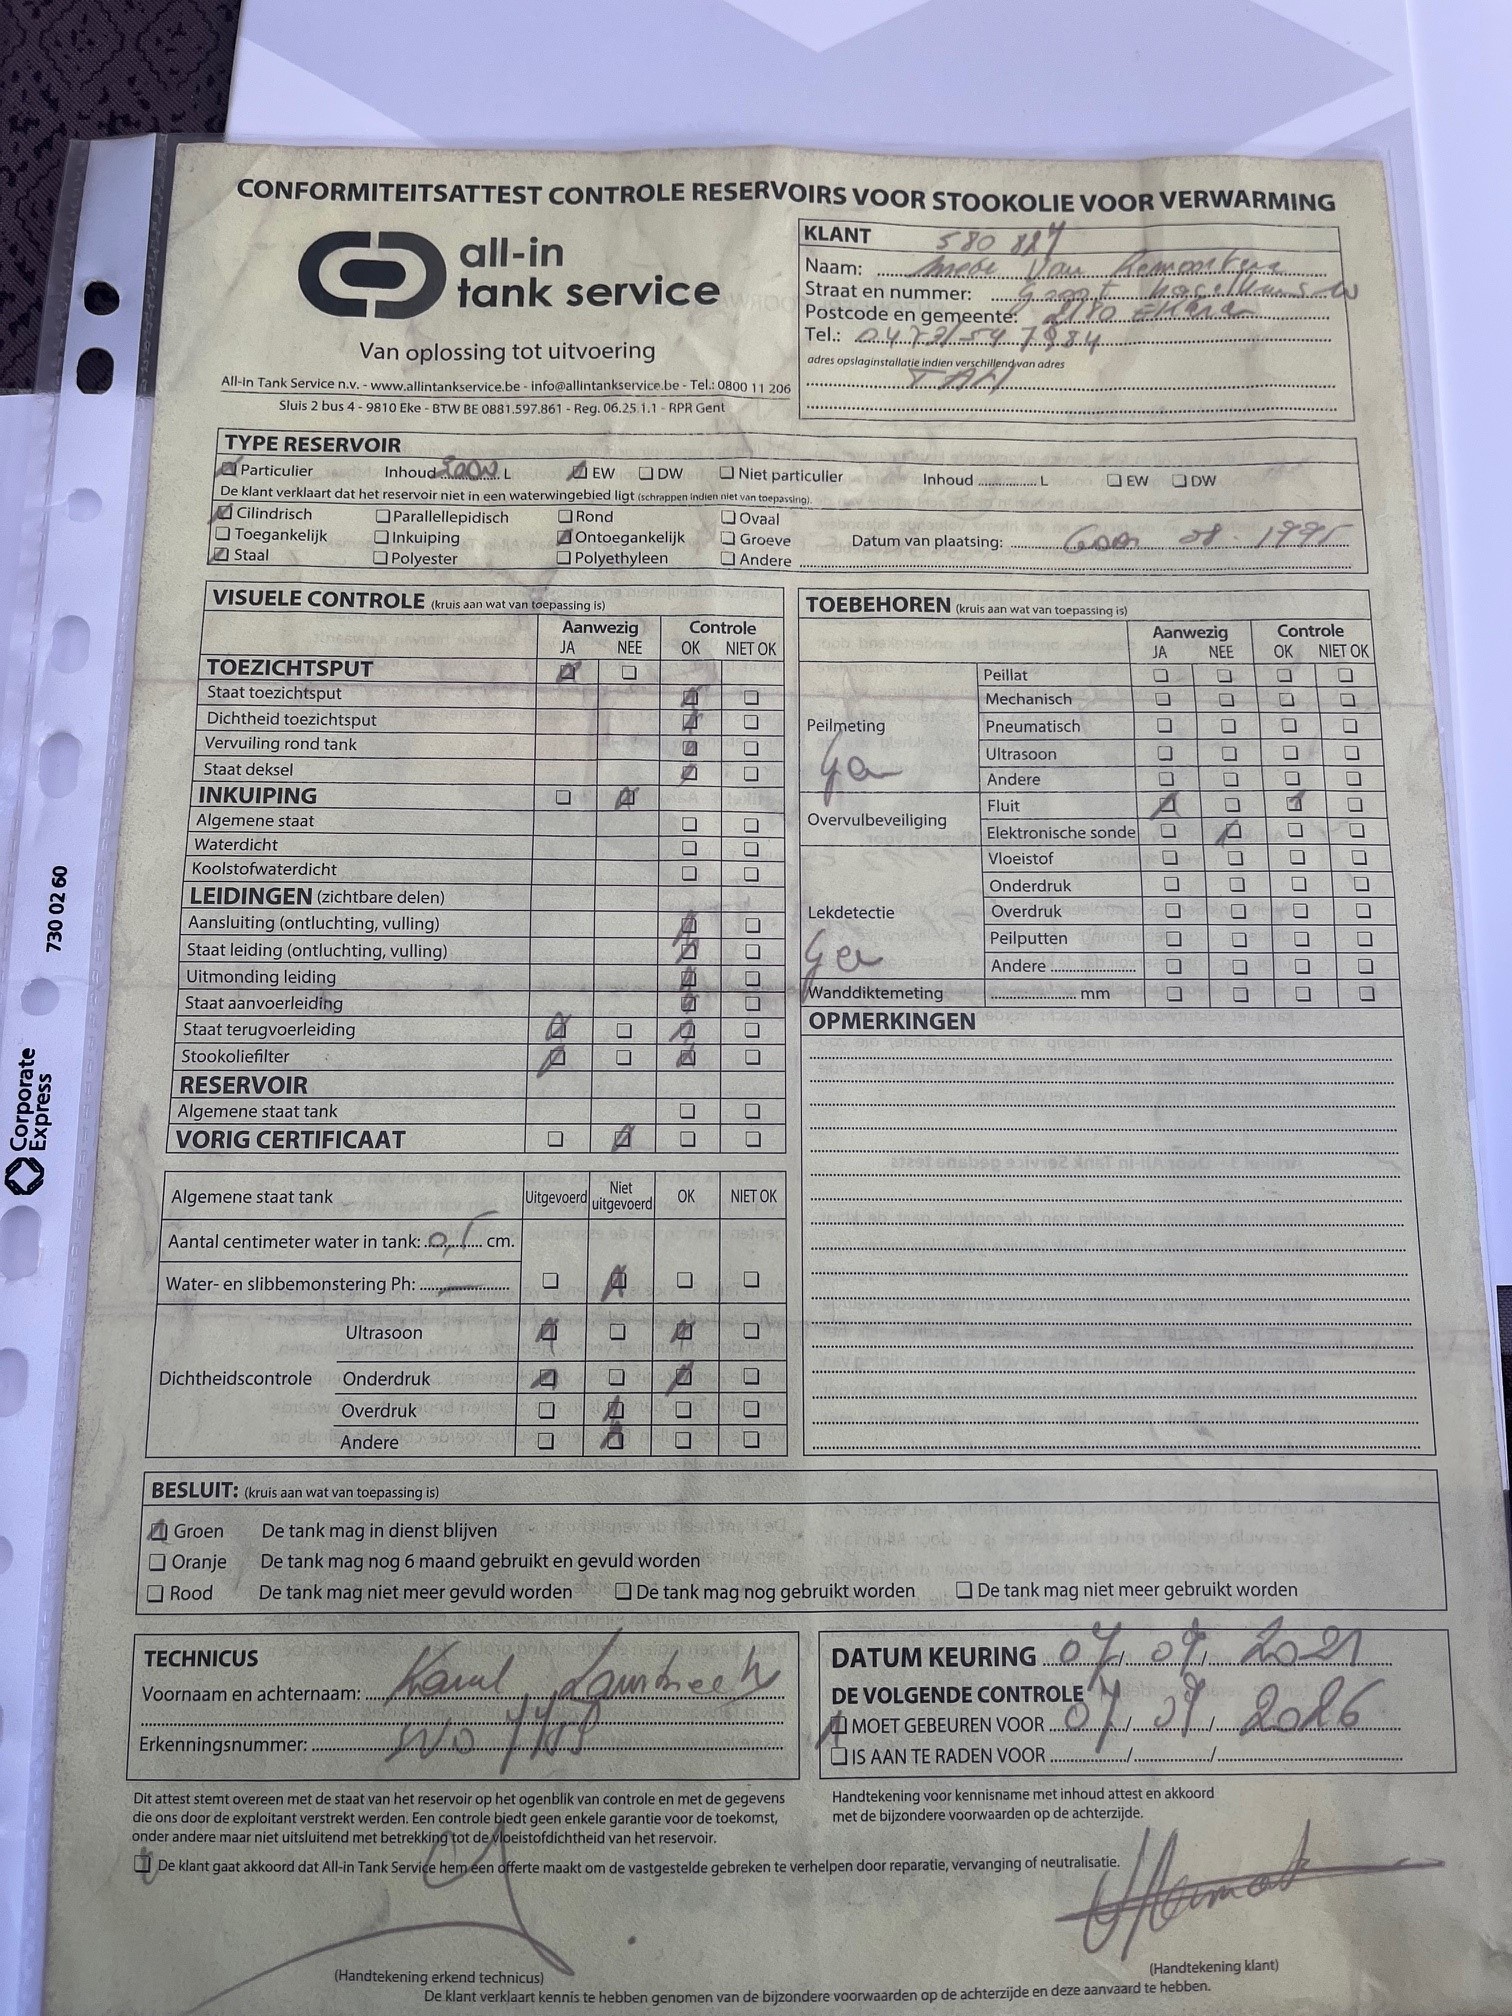 CONFORMITEITSATTEST CONTROLE RESERVOIRS VOOR STOOKOLIE VOOR VERWARMING
all-in
tank service
Van oplossing tot uitvoering
All-In Tank Service n.v. - www.allintankservice.be - info@allintankservice.be - Tel.: 0800 11 206
Sluis 2 bus 4 - 9810 Eke - BTW BE 0881.597.861 - Reg. 06.25.1.1 - RPR Gent
KLANT
Naam: Van
Straat en nummer: Groot
Postcode en gemeente: 2180 Ekeren
Tel.:
adres opslaginstallatie indien verschillend van adres
TYPE RESERVOIR
Particulier Inhoud L EW DW Niet particulier Inhoud L EW DW
De klant verklaart dat het reservoir niet in een waterwingebied ligt (schrappen indien niet van toepassing).
Cilindrisch Parallellepidisch Rond Ovaal
Toegankelijk Inkuiping Ontoegankelijk Groeve Datum van plaatsing: 1995
Staal Polyester Polyethyleen Andere
VISUELE CONTROLE (kruis aan wat van toepassing is)
Aanwezig Controle
JA NEE OK NIET OK
TOEZICHTSPUT
Staat toezichtsput
Dichtheid toezichtsput
Vervuiling rond tank
Staat deksel
INKUIPING
Algemene staat
Waterdicht
Koolstofwaterdicht
LEIDINGEN (zichtbare delen)
Aansluiting (ontluchting, vulling)
Staat leiding (ontluchting, vulling)
Uitmonding leiding
Staat aanvoerleiding
Staat terugvoerleiding
Stookoliefilter
RESERVOIR
Algemene staat tank
VORIG CERTIFICAAT
Algemene staat tank Uitgevoerd Niet uitgevoerd OK NIET OK
Aantal centimeter water in tank: 0,5 cm.
Water- en slibbemonstering Ph: —
Dichtheidscontrole
Ultrasoon
Onderdruk
Overdruk
Andere
TOEBEHOREN (kruis aan wat van toepassing is)
Aanwezig Controle
JA NEE OK NIET OK
Peilmeting
Peillat
Mechanisch
Pneumatisch
Ultrasoon
Andere
Overvulbeveiliging
Fluit
Elektronische sonde
Lekdetectie
Vloeistof
Onderdruk
Overdruk
Peilputten
Andere
Wanddiktemeting mm
OPMERKINGEN
BESLUIT: (kruis aan wat van toepassing is)
Groen De tank mag in dienst blijven
Oranje De tank mag nog 6 maand gebruikt en gevuld worden
Rood De tank mag niet meer gevuld worden De tank mag nog gebruikt worden De tank mag niet meer gebruikt worden
TECHNICUS
Voornaam en achternaam: Karel
Erkenningsnummer:
DATUM KEURING 07/09/2021
DE VOLGENDE CONTROLE
MOET GEBEUREN VOOR 07/09/2026
IS AAN TE RADEN VOOR / /
Dit attest stemt overeen met de staat van het reservoir op het ogenblik van controle en met de gegevens
die ons door de exploitant verstrekt werden. Een controle biedt geen enkele garantie voor de toekomst,
onder andere maar niet uitsluitend met betrekking tot de vloeistofdichtheid van het reservoir.
Handtekening voor kennisname met inhoud attest en akkoord
met de bijzondere voorwaarden op de achterzijde.
De klant gaat akkoord dat All-in Tank Service hem een offerte maakt om de vastgestelde gebreken te verhelpen door reparatie, vervanging of neutralisatie.
(Handtekening erkend technicus)
(Handtekening klant)
De klant verklaart kennis te hebben genomen van de bijzondere voorwaarden op de achterzijde en deze aanvaard te hebben.
Corporate
Express
730 02 60